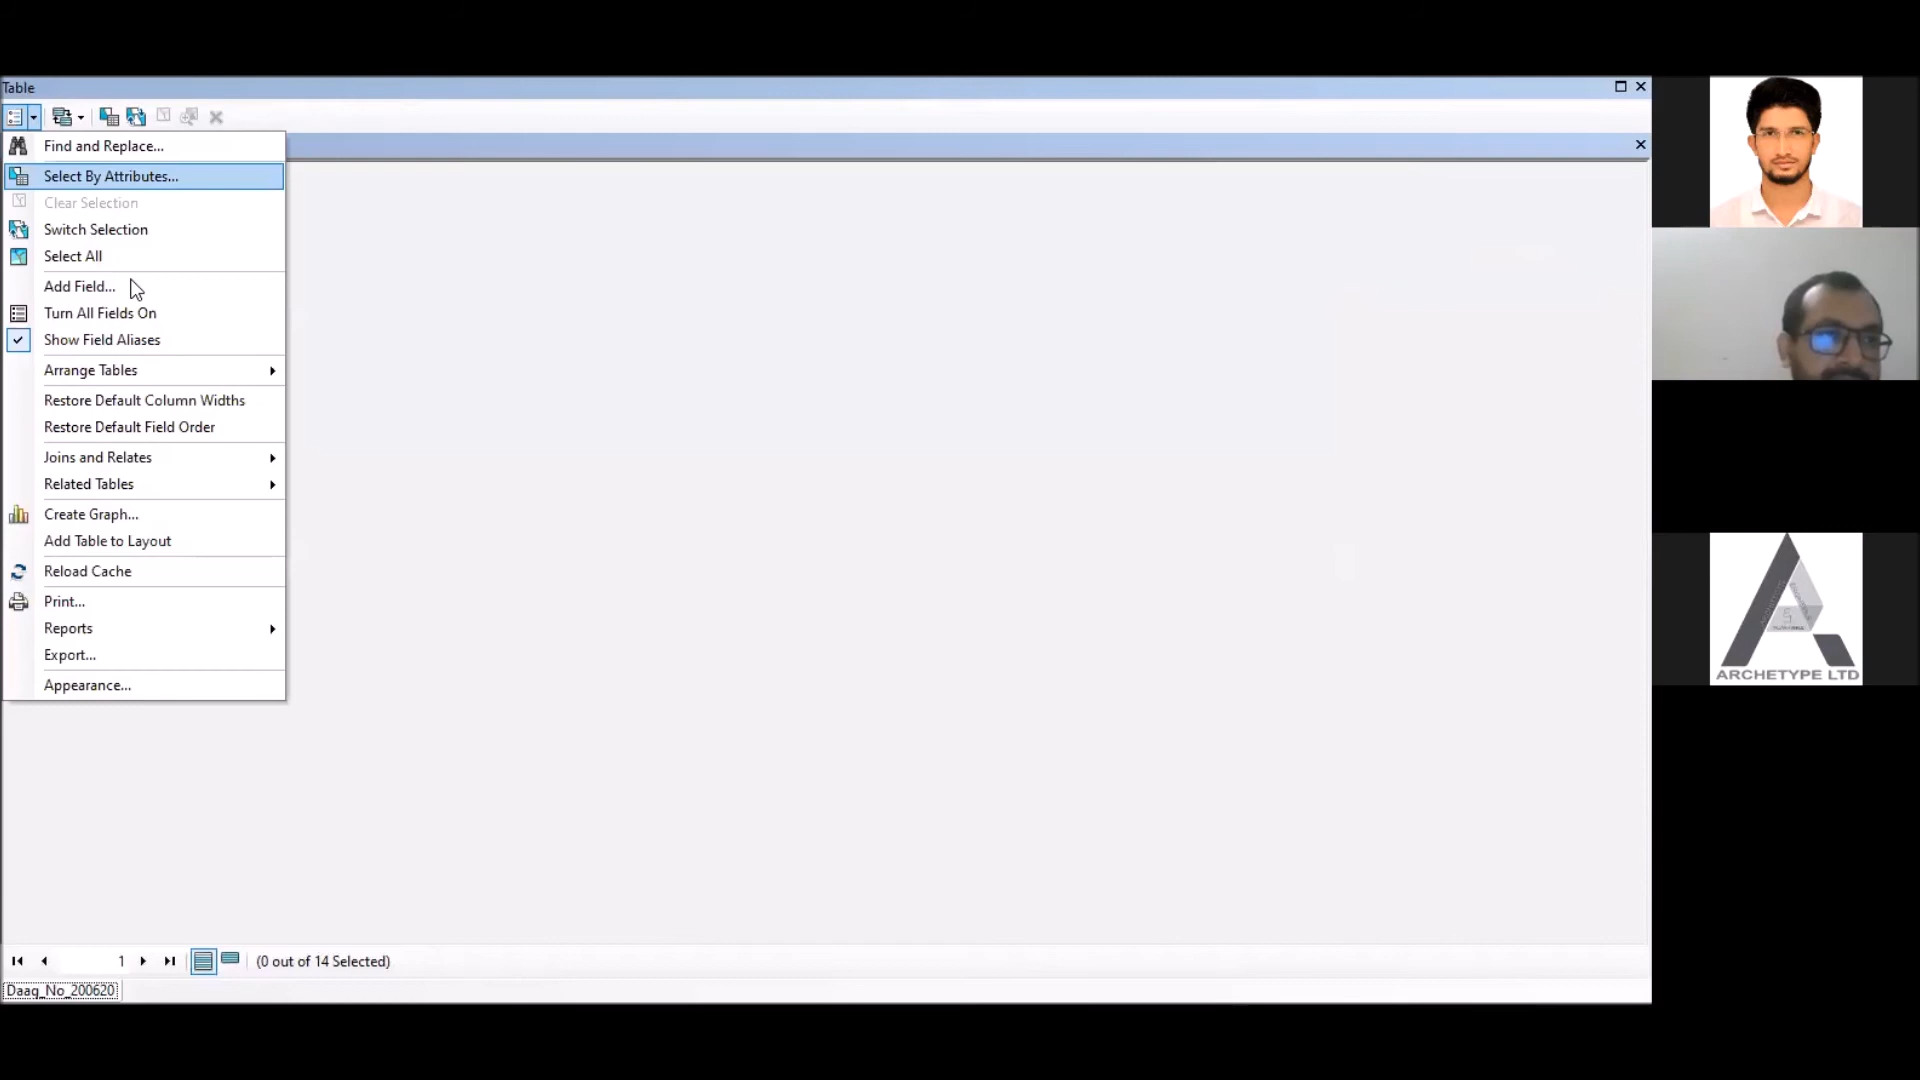 Table
Find and Replace...
Select By Attributes...
Clear Selection
Switch Selection
Select All
Add Field...
Turn All Fields On
Show Field Aliases
Arrange Tables
Restore Default Column Widths
Restore Default Field Order
Joins and Relates
Related Tables
Create Graph...
Add Table to Layout
Reload Cache
Print...
Reports
Export...
Appearance...
1
(0 out of 14 Selected)
Daag_No_200620
ARCHETYPE LTD